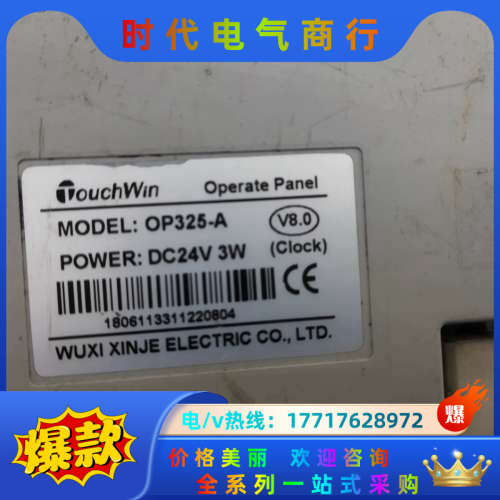 时代电气商行
TouchWin Operate Panel
MODEL: OP325-A V8.0
POWER: DC24V 3W (Clock)
CE
1806113311220804
WUXI XINJE ELECTRIC CO., LTD.
爆款
电/v热线：17717628972
爆
价格美丽 欢迎咨询
全系列一站式采购